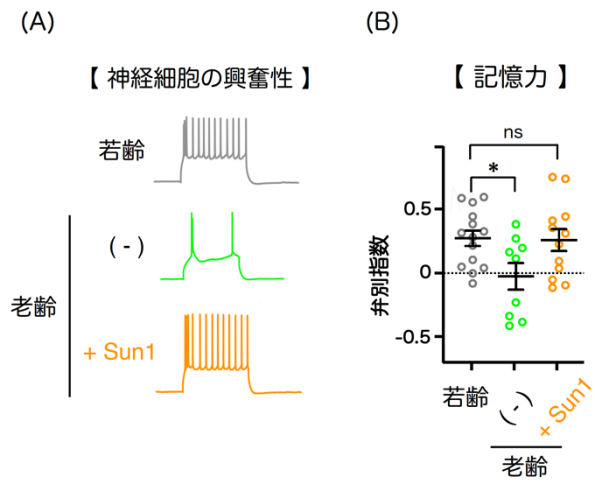 (A)
【 神経細胞の興奮性 】
若齢
(-)
老齢
+ Sun1
(B)
【 記憶力 】
ns
*
0.5
0
-0.5
弁別指数
若齢
(-)
+ Sun1
老齢